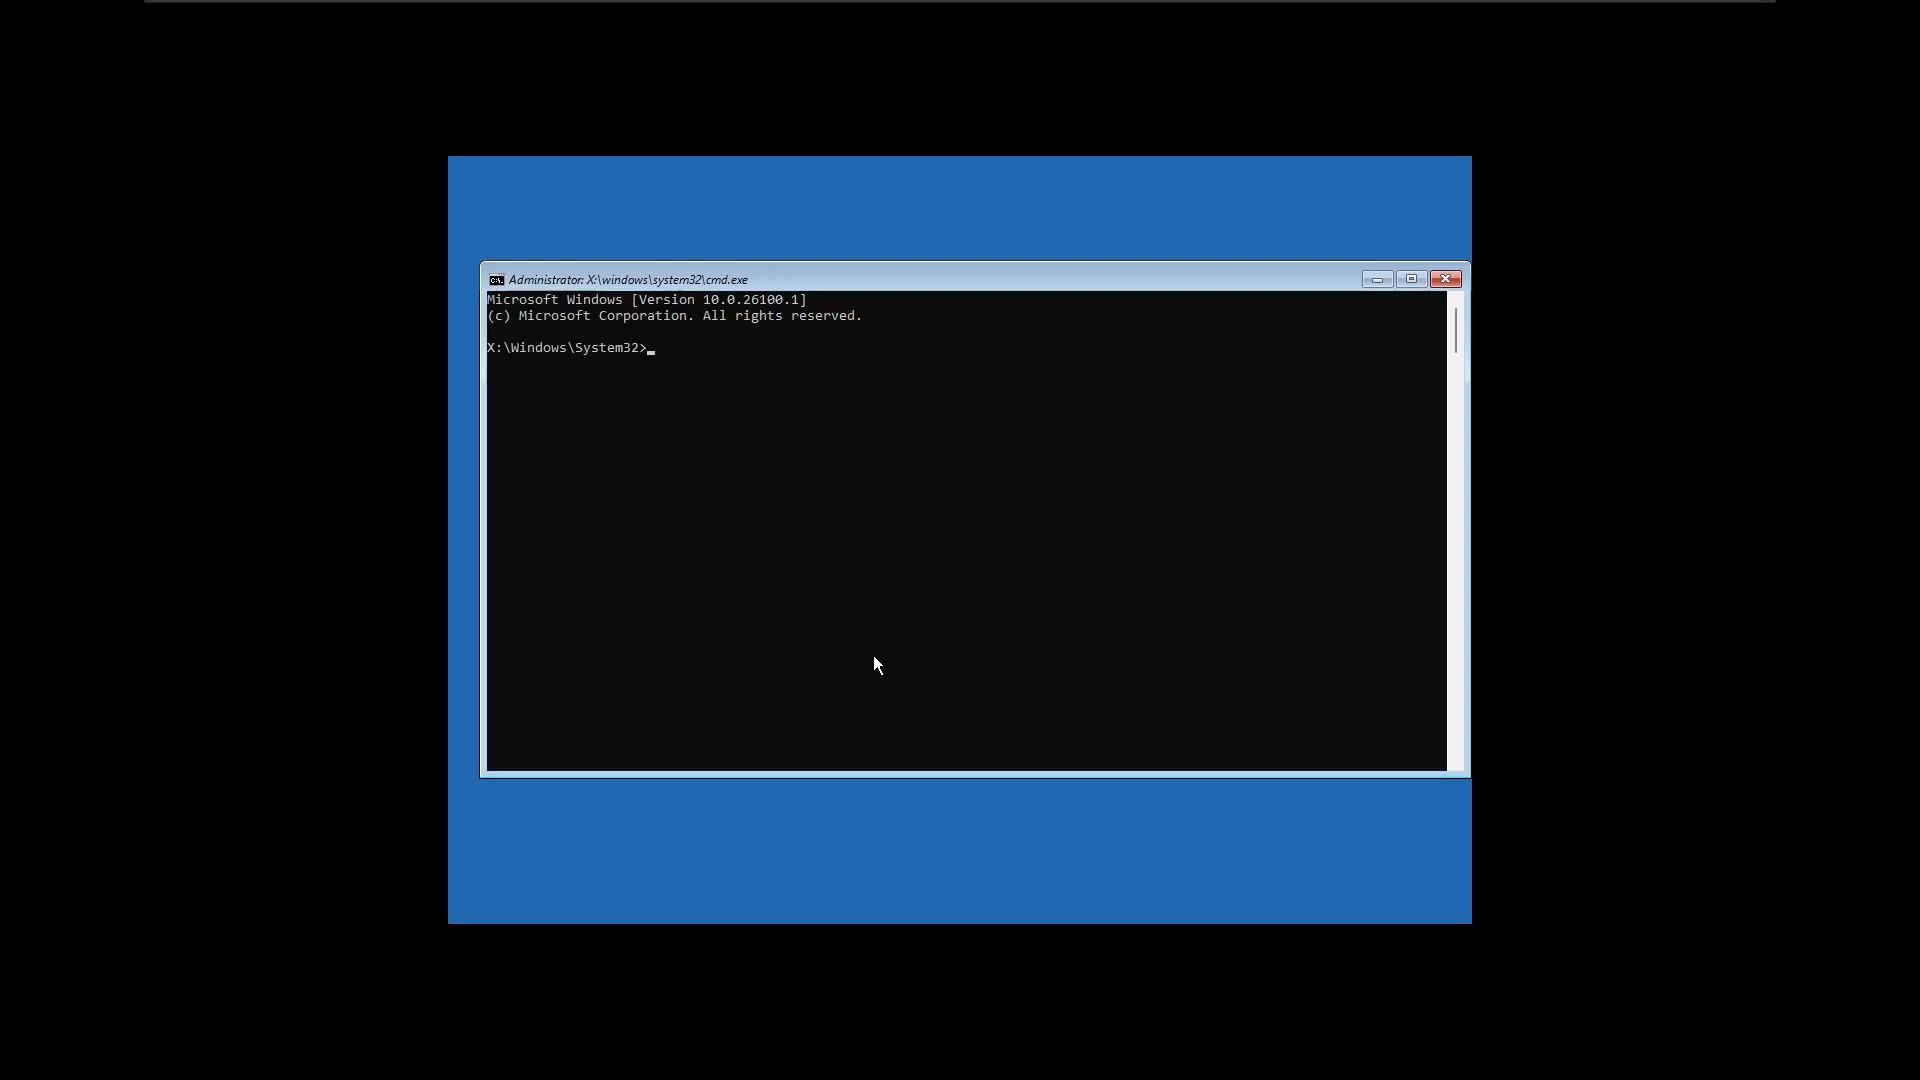 Administrator: X:\windows\system32\cmd.exe
Microsoft Windows [Version 10.0.26100.1]
(c) Microsoft Corporation. All rights reserved.
X:\Windows\System32>